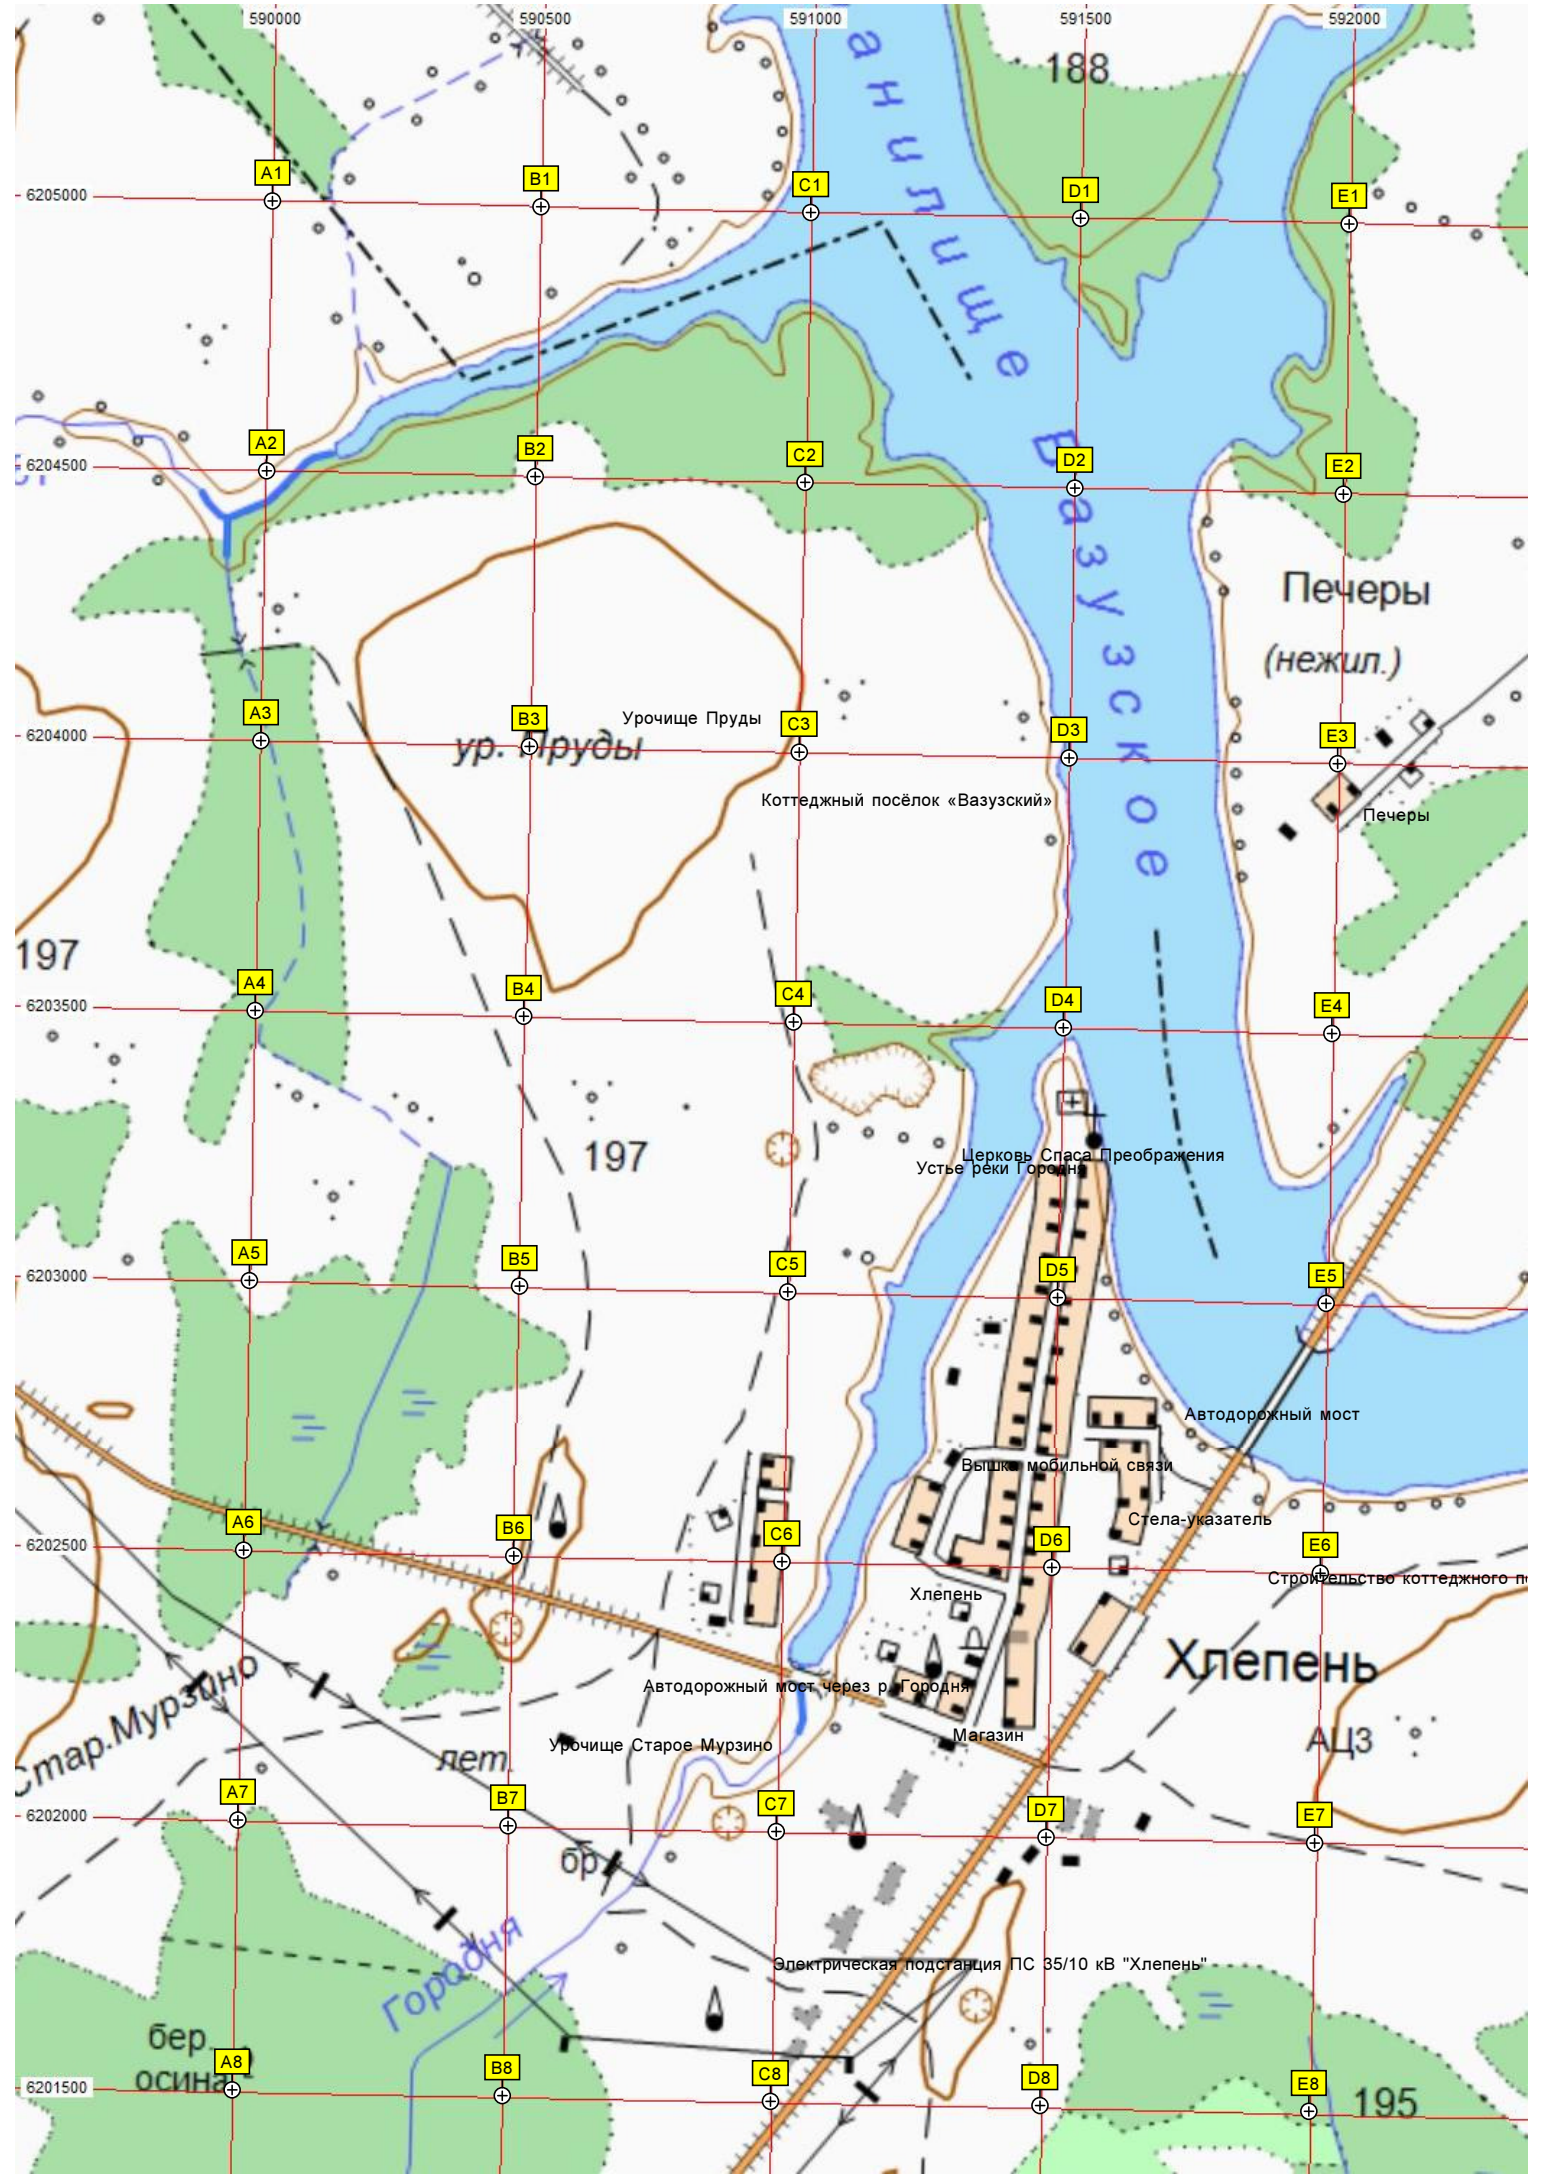 590000 590500 591000 591500 592000
188
анилище Вазузское
A1 B1 C1 D1 E1
6205000
A2 B2 C2 D2 E2
6204500
Печеры
(нежил.)
A3 B3 C3 D3 E3
Урочище Пруды
6204000
ур. Пруды
Коттеджный посёлок «Вазузский»
Печеры
197
A4 B4 C4 D4 E4
6203500
197
Церковь Спаса Преображения
Устье реки Городня
A5 B5 C5 D5 E5
6203000
Автодорожный мост
Вышка мобильной связи
Стела-указатель
A6 B6 C6 D6 E6
6202500
Строительство коттеджного п
Хлепень
Хлепень
Стар.Мурзино
Автодорожный мост через р. Городня
Магазин
АЦЗ
Урочище Старое Мурзино
лет.
A7 B7 C7 D7 E7
6202000
бр.
Городня
Электрическая подстанция ПС 35/10 кВ "Хлепень"
бер.
осина
A8 B8 C8 D8 E8
6201500
195